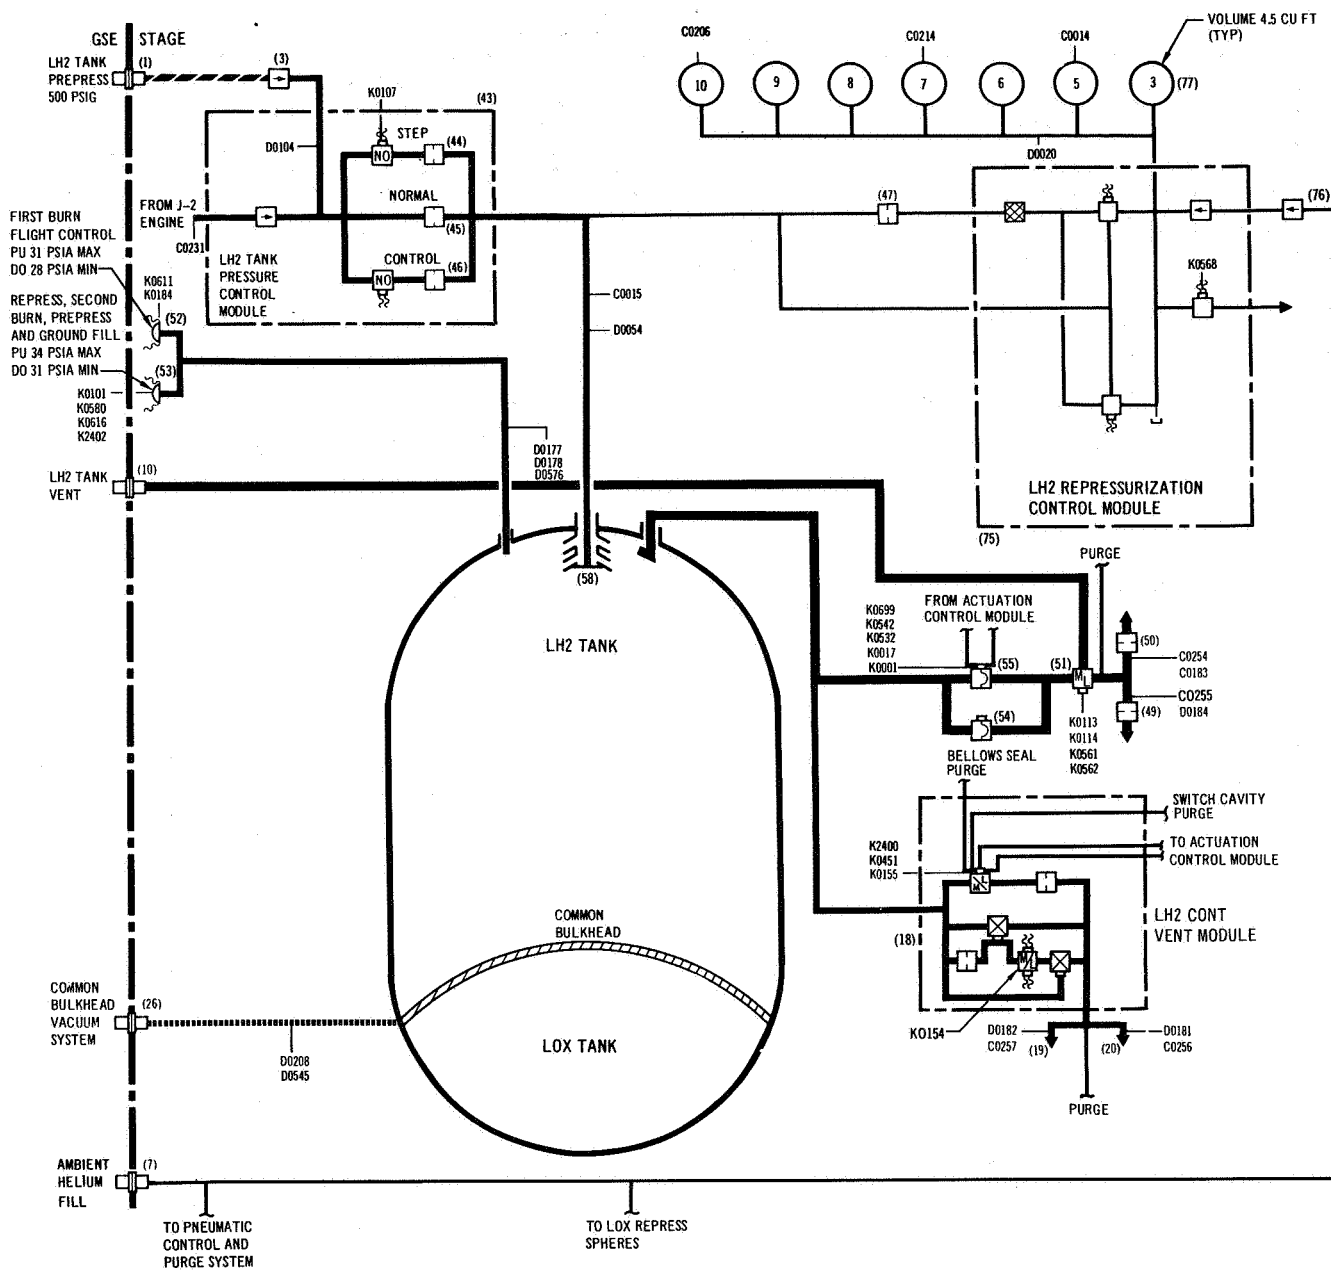 GSE STAGE
LH2 TANK
PREPRESS
500 PSIG
(1)
(3)
K0107
(43)
STEP
(44)
NO
D0104
NORMAL
(45)
FROM J-2
ENGINE
C0231
CONTROL
(46)
NO
LH2 TANK
PRESSURE
CONTROL
MODULE
C0206
C0214
C0014
VOLUME 4.5 CU FT
(TYP)
10
9
8
7
6
5
3
(77)
D0020
(47)
(76)
K0568
LH2 REPRESSURIZATION
CONTROL MODULE
(75)
FIRST BURN
FLIGHT CONTROL
PU 31 PSIA MAX
DO 28 PSIA MIN
K0611
K0184
(52)
REPRESS, SECOND
BURN, PREPRESS
AND GROUND FILL
PU 34 PSIA MAX
DO 31 PSIA MIN
(53)
K0101
K0580
K0616
K2402
C0015
D0054
D0177
D0178
D0576
LH2 TANK
VENT
(10)
(58)
LH2 TANK
PURGE
FROM ACTUATION
CONTROL MODULE
K0699
K0542
K0532
K0017
K0001
(55)
(51)
M
L
(50)
C0254
C0183
CO255
D0184
(49)
(54)
K0113
K0114
K0561
K0562
BELLOWS SEAL
PURGE
SWITCH CAVITY
PURGE
TO ACTUATION
CONTROL MODULE
K2400
K0451
K0155
M
L
LH2 CONT
VENT MODULE
(18)
M
L
KO154
D0182
C0257
(19)
(20)
D0181
C0256
PURGE
COMMON
BULKHEAD
COMMON
BULKHEAD
VACUUM
SYSTEM
(26)
D0208
D0545
LOX TANK
AMBIENT
HELIUM
FILL
(7)
TO PNEUMATIC
CONTROL AND
PURGE SYSTEM
TO LOX REPRESS
SPHERES